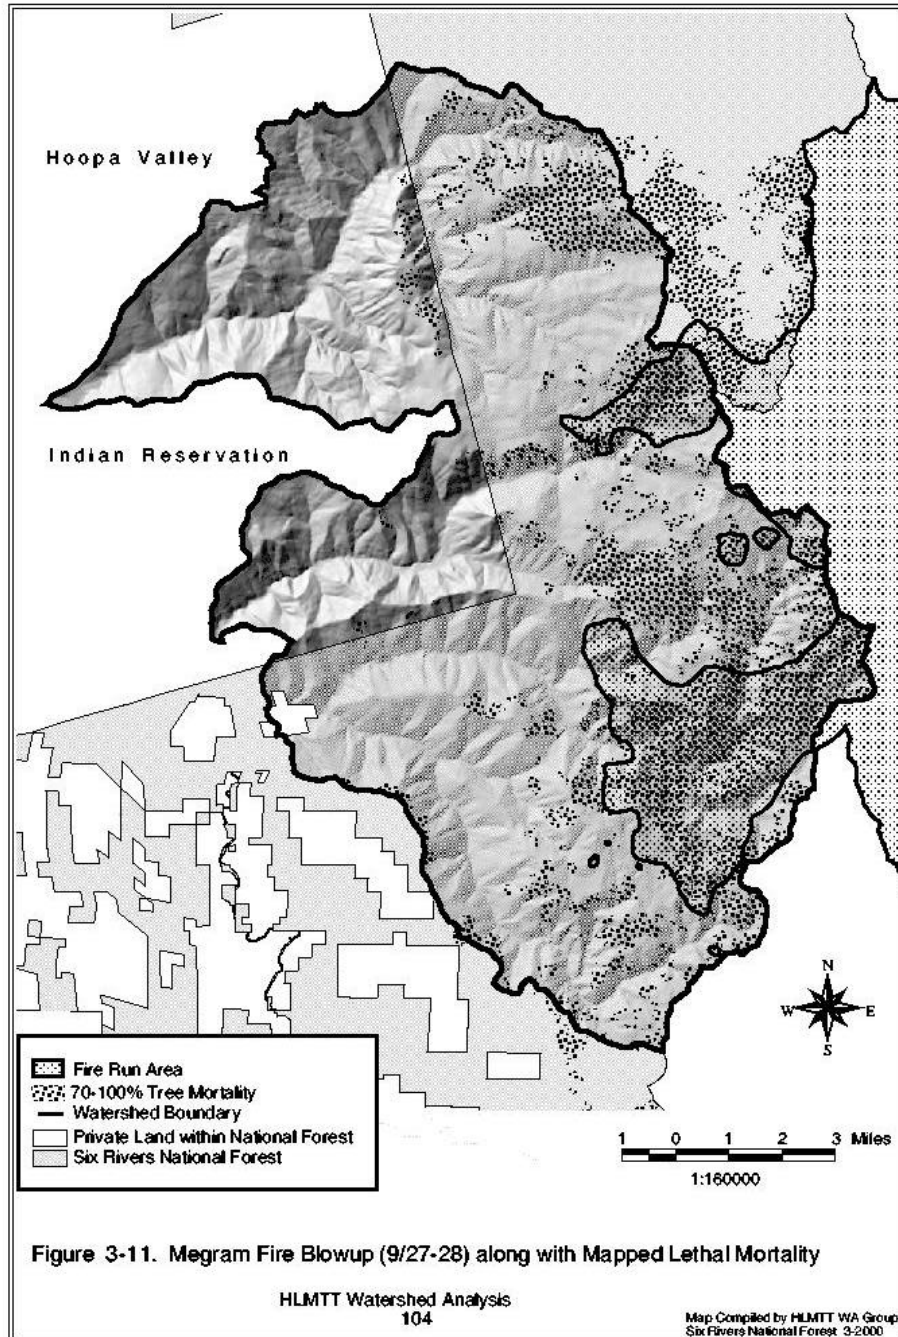 Hoopa Valley
Indian Reservation
N
W E
S
Fire Run Area
70-100% Tree Mortality
Watershed Boundary
Private Land within National Forest
Six Rivers National Forest
1 0 1 2 3 Miles
1:160000
Figure 3-11. Megram Fire Blowup (9/27-28) along with Mapped Lethal Mortality
HLMTT Watershed Analysis
104
Map Compiled by HLMTT WA Group
Six Rivers National Forest 3-2000